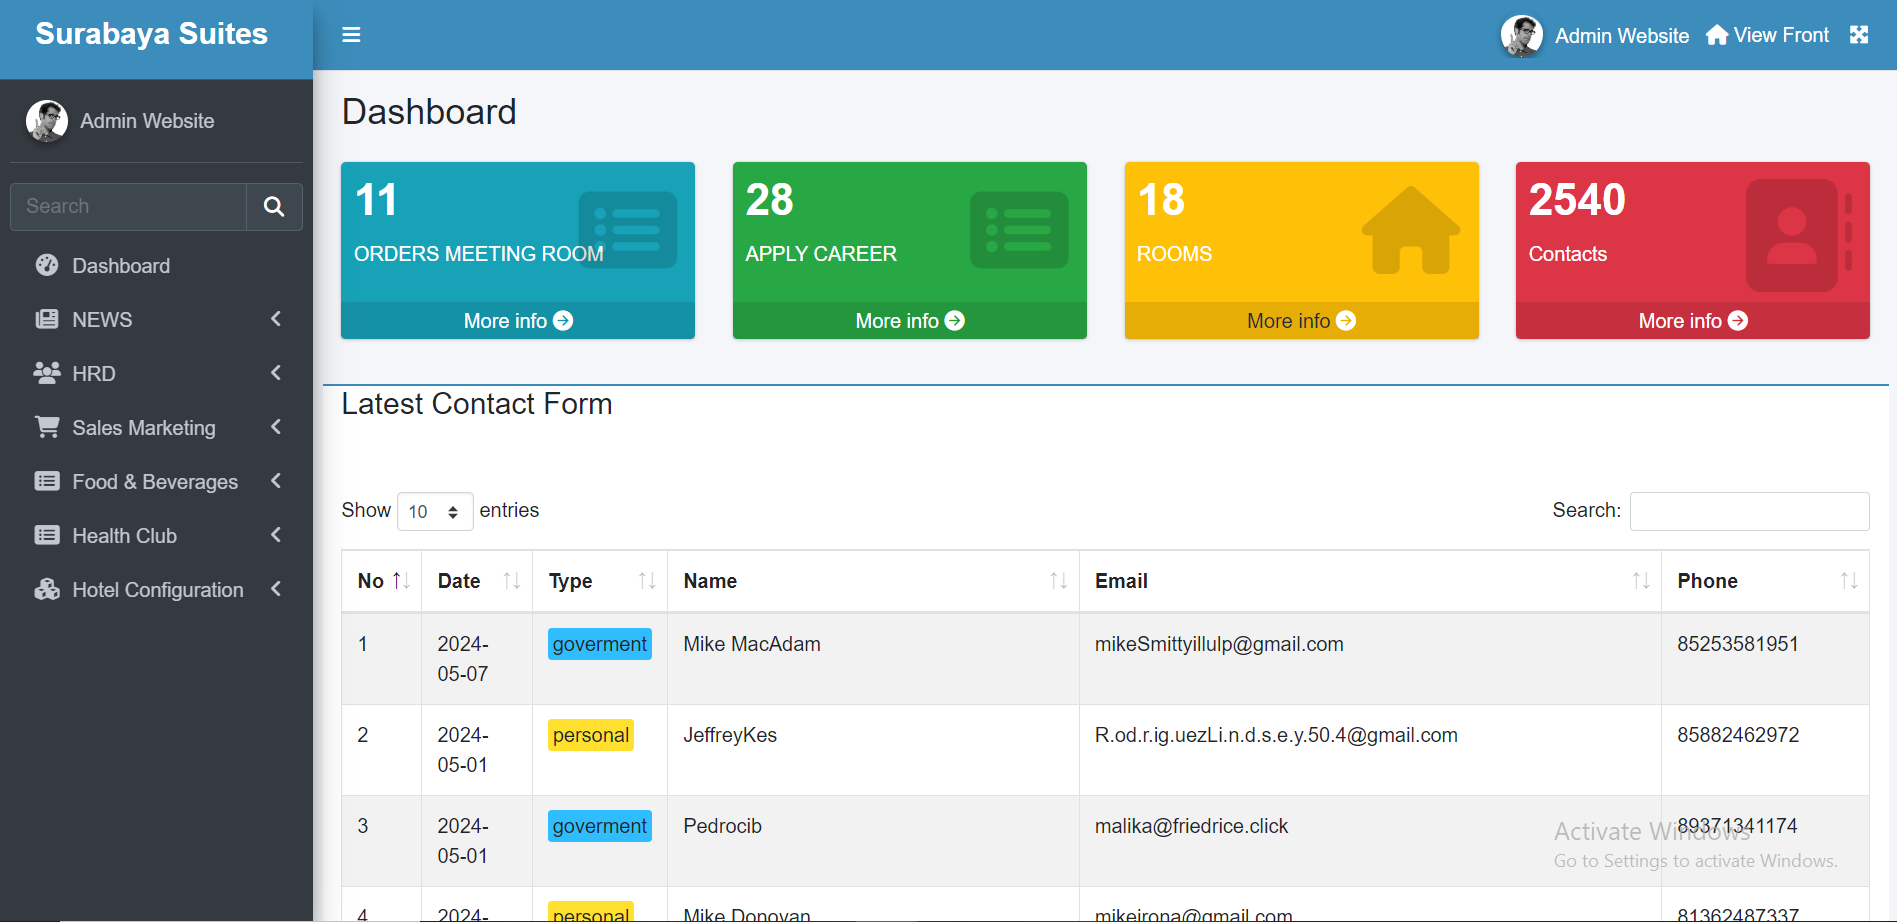 Surabaya Suites
Admin Website
View Front
Admin Website
Search
Dashboard
NEWS
HRD
Sales Marketing
Food & Beverages
Health Club
Hotel Configuration
Dashboard
11
ORDERS MEETING ROOM
More info
28
APPLY CAREER
More info
18
ROOMS
More info
2540
Contacts
More info
Latest Contact Form
Show 10 entries
Search:
No Date Type Name Email Phone
1 2024-05-07 goverment Mike MacAdam mikeSmittyillulp@gmail.com 85253581951
2 2024-05-01 personal JeffreyKes R.od.r.ig.uezLi.n.d.s.e.y.50.4@gmail.com 85882462972
3 2024-05-01 goverment Pedrocib malika@friedrice.click 89371341174
4 2024- personal Mike Donovan mikeirona@gmail.com 81362487337
Activate Windows
Go to Settings to activate Windows.